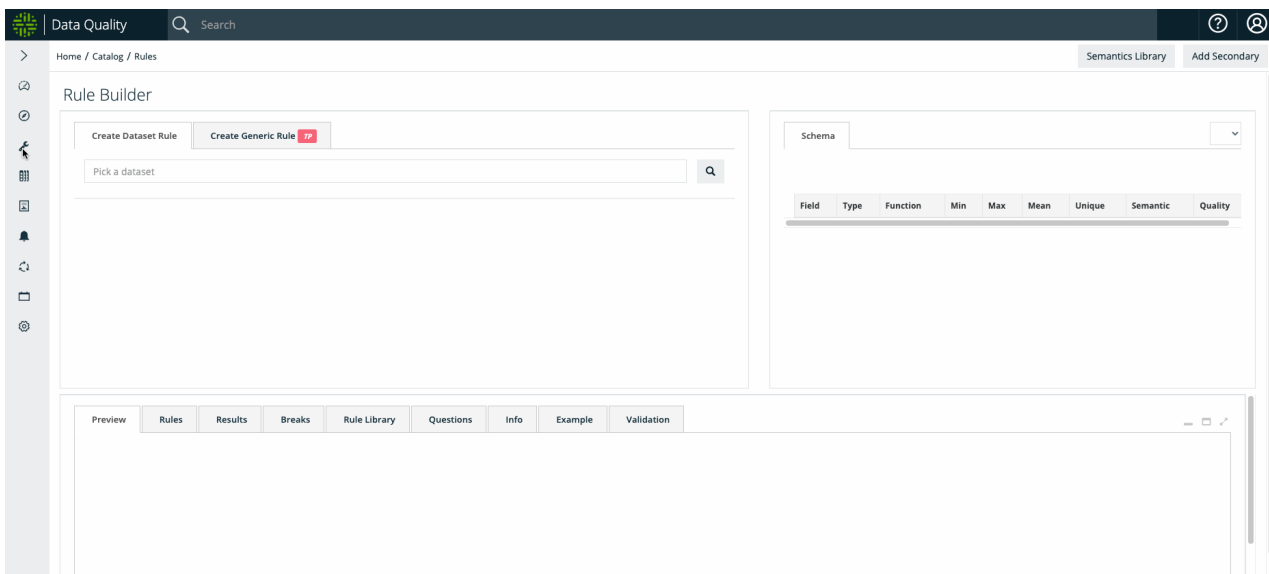 Data Quality
Search
Home / Catalog / Rules
Semantics Library
Add Secondary
Rule Builder
Create Dataset Rule
Create Generic Rule TP
Pick a dataset
Schema
Field Type Function Min Max Mean Unique Semantic Quality
Preview Rules Results Breaks Rule Library Questions Info Example Validation